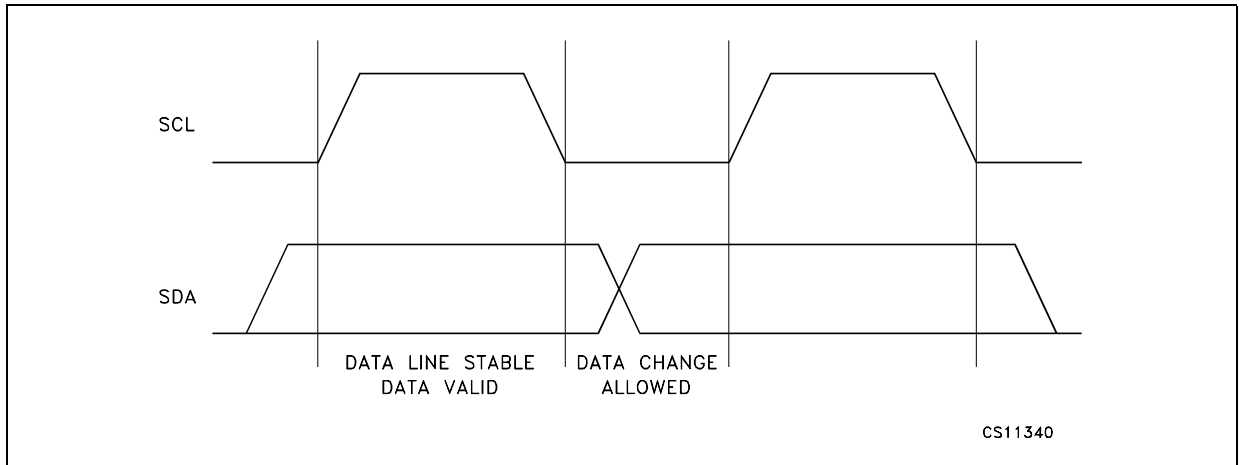 SCL
SDA
DATA LINE STABLE
DATA VALID
DATA CHANGE
ALLOWED
CS11340